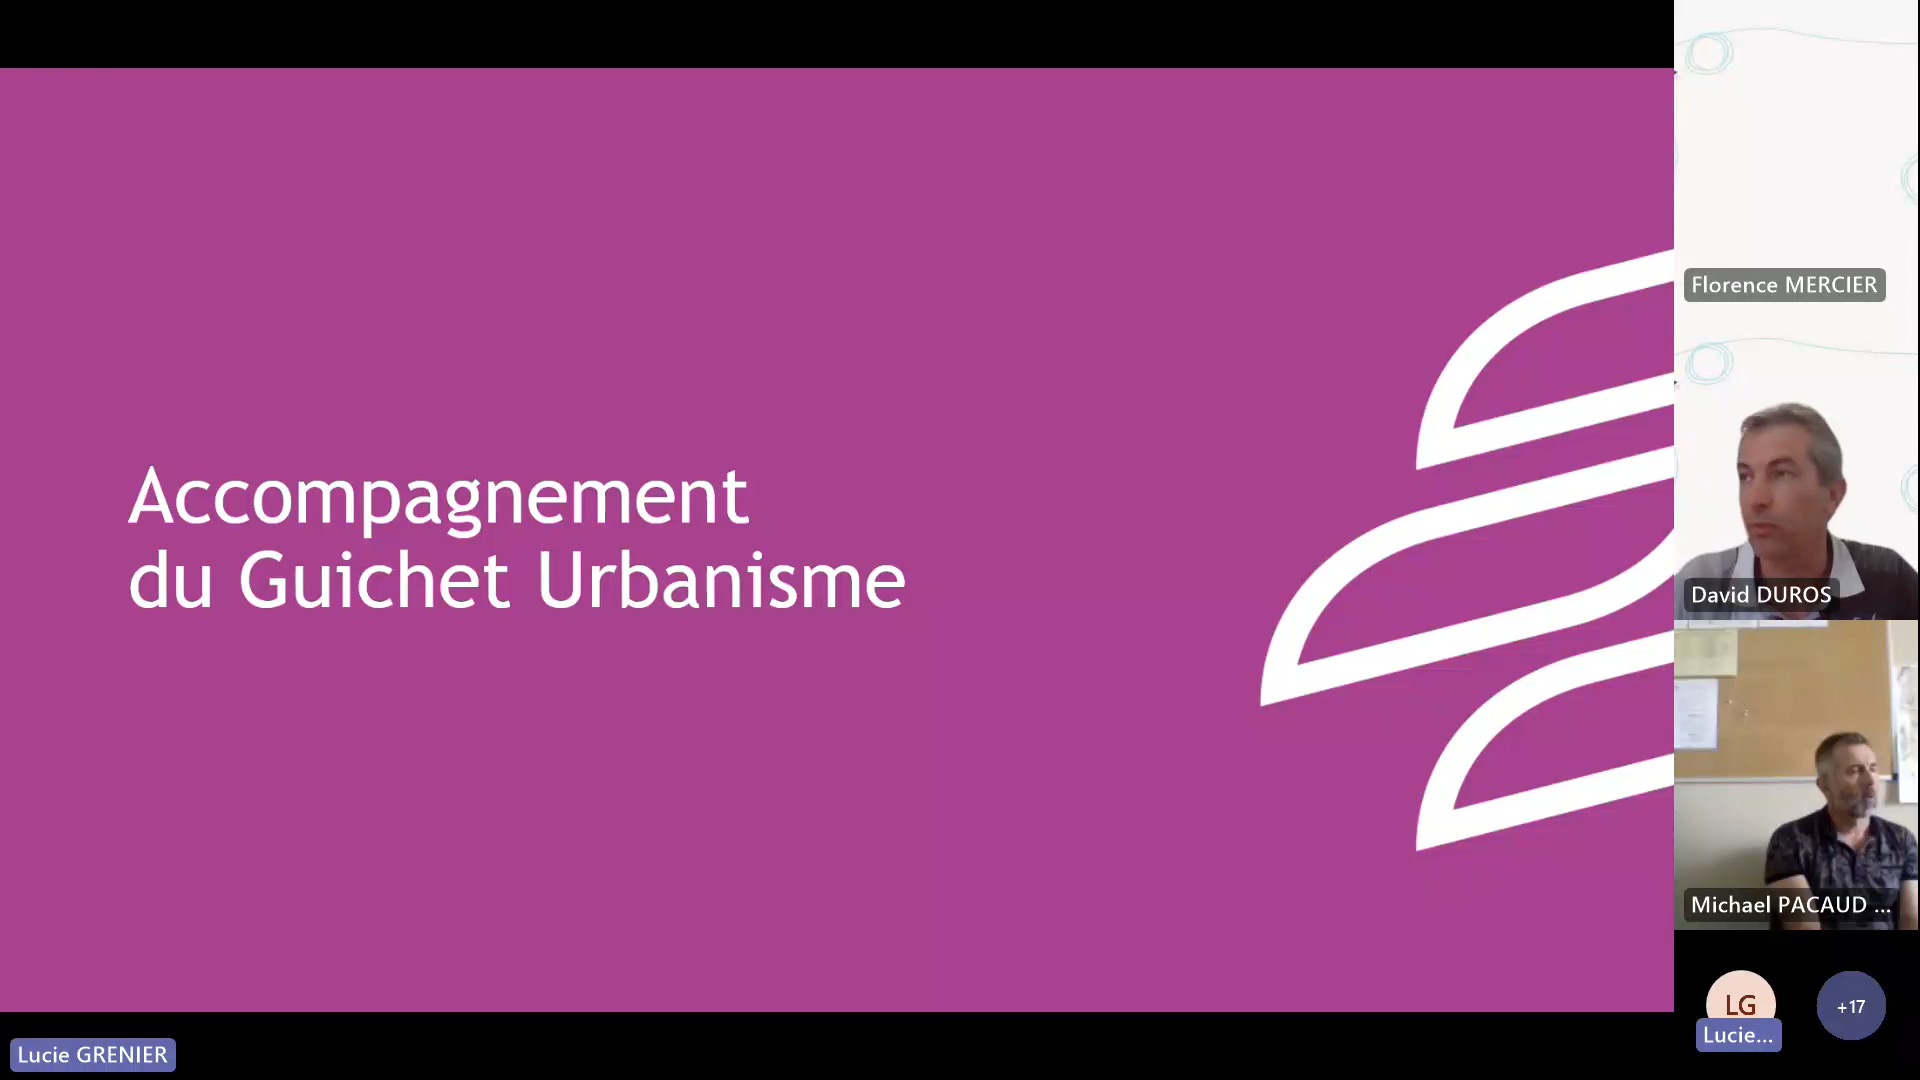 Accompagnement
du Guichet Urbanisme
Florence MERCIER
David DUROS
Michael PACAUD ...
LG
+17
Lucie...
Lucie GRENIER